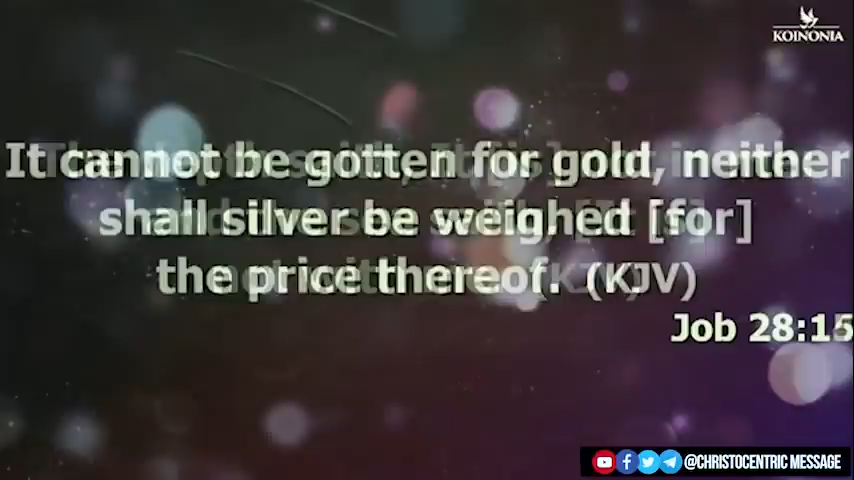 KOINONIA
It cannot be gotten for gold, neither
shall silver be weighed [for]
the price thereof. (KJV)
Job 28:15
@CHRISTOCENTRIC MESSAGE